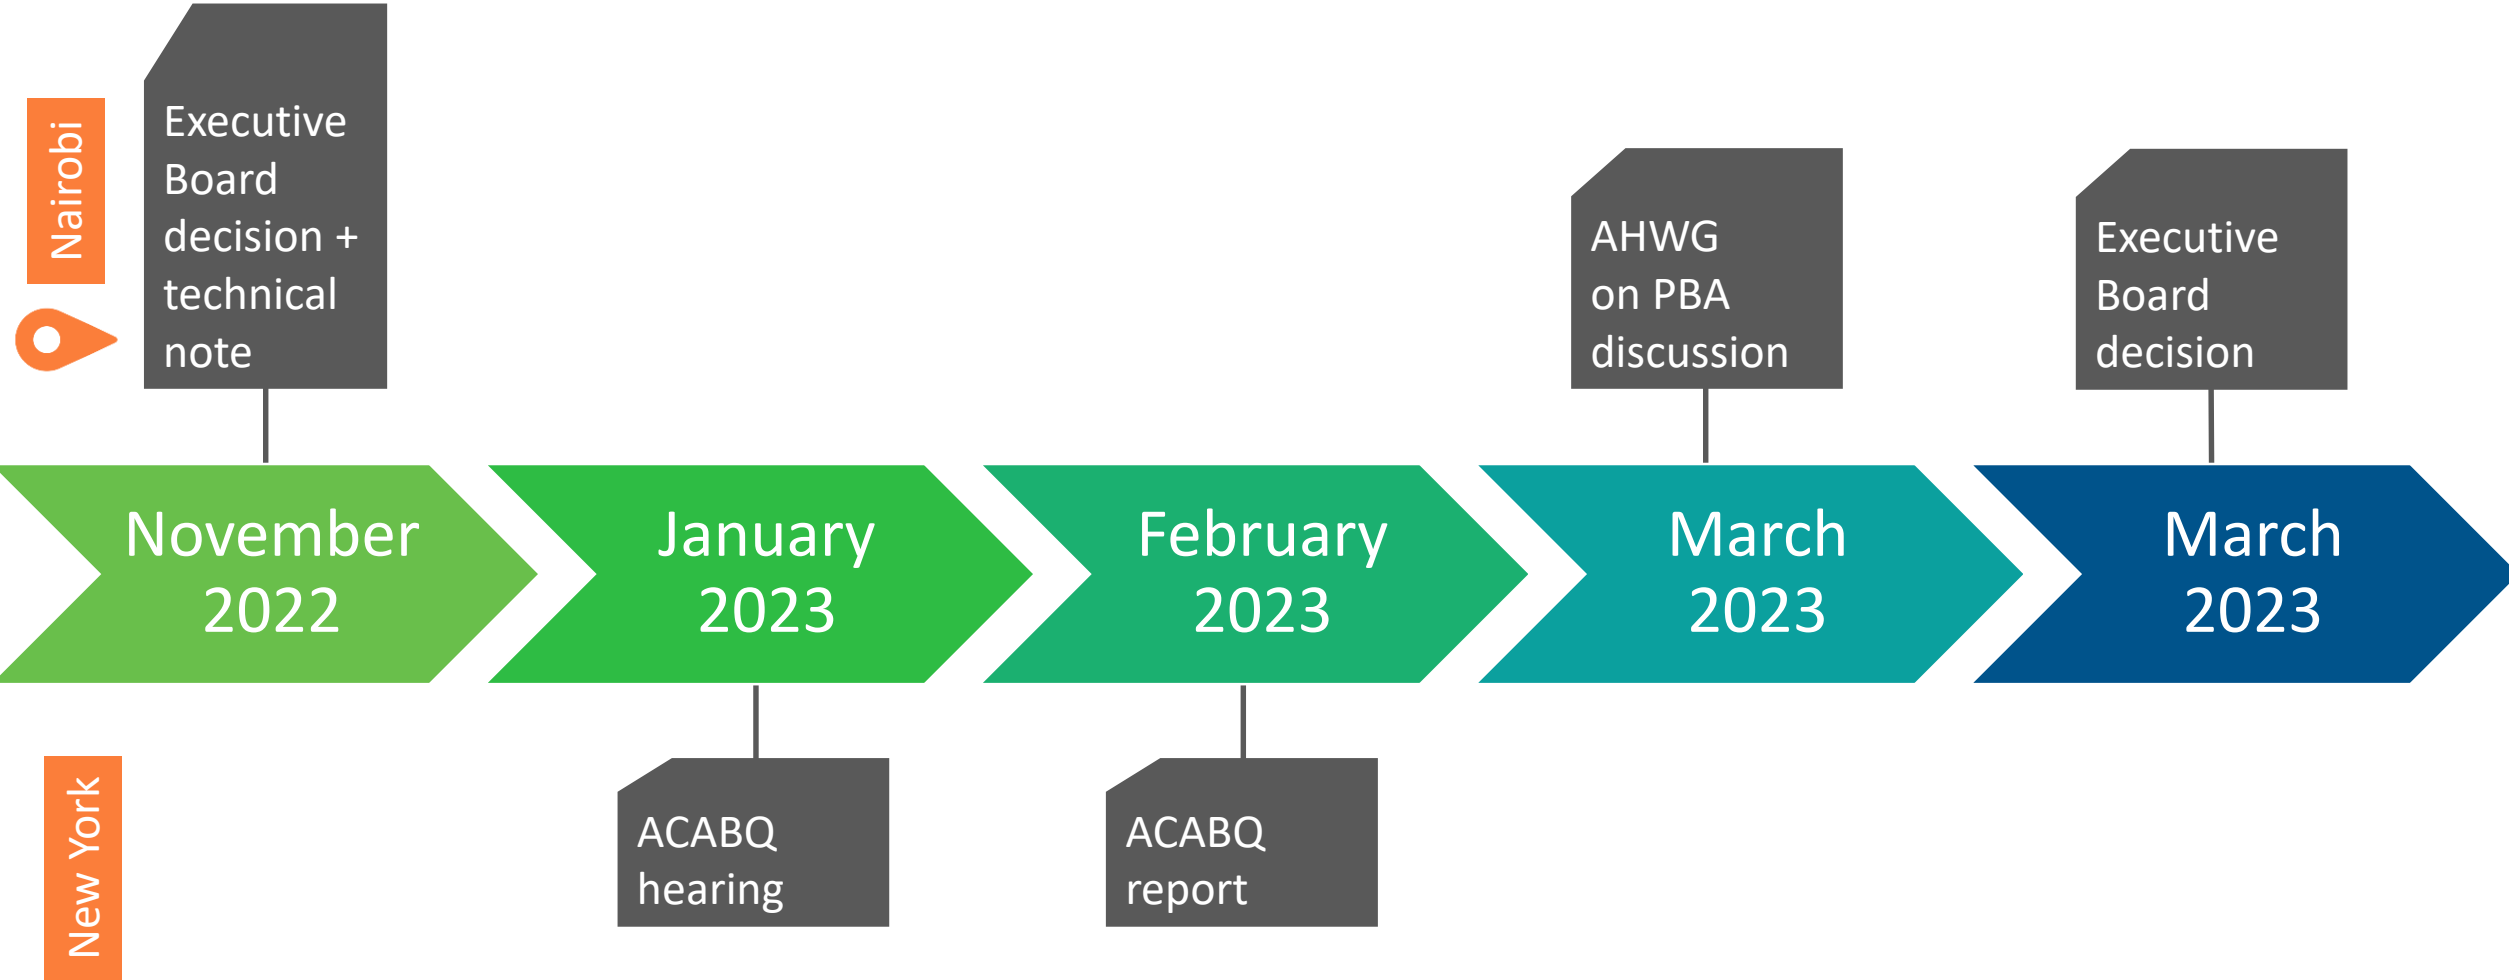 Nairobi
Executive
Board
decision +
technical
note
AHWG
on PBA
discussion
Executive
Board
decision
November
2022
January
2023
February
2023
March
2023
March
2023
New York
ACABQ
hearing
ACABQ
report